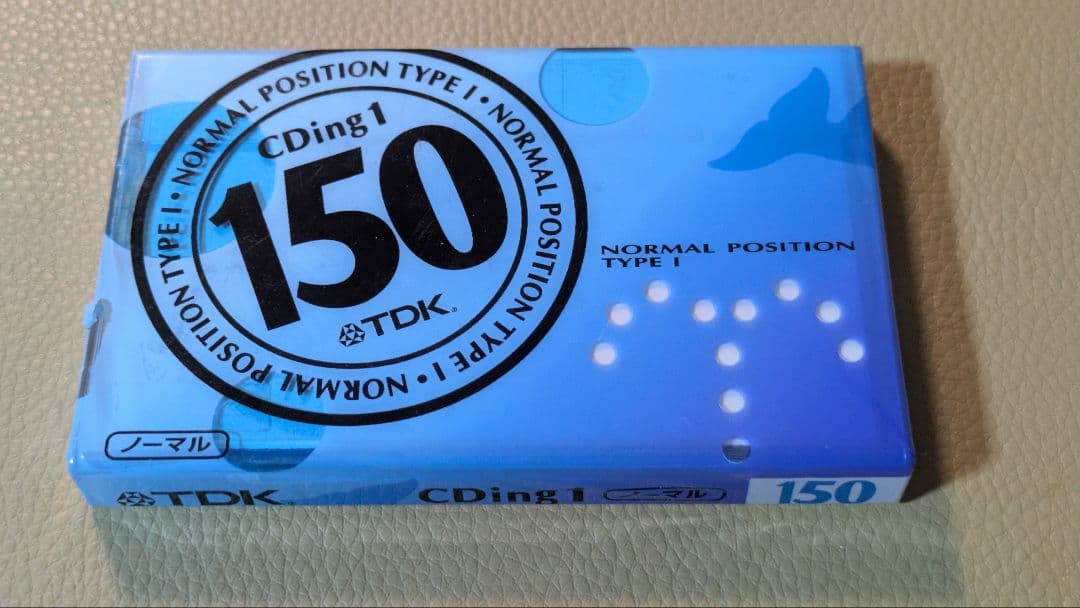 NORMAL POSITION TYPE I • NORMAL POSITION TYPE I • NORMAL POSITION TYPE I •
CDing1
150
TDK®
NORMAL POSITION
TYPE I
ノーマル
TDK®
CDing1 ノーマル 150